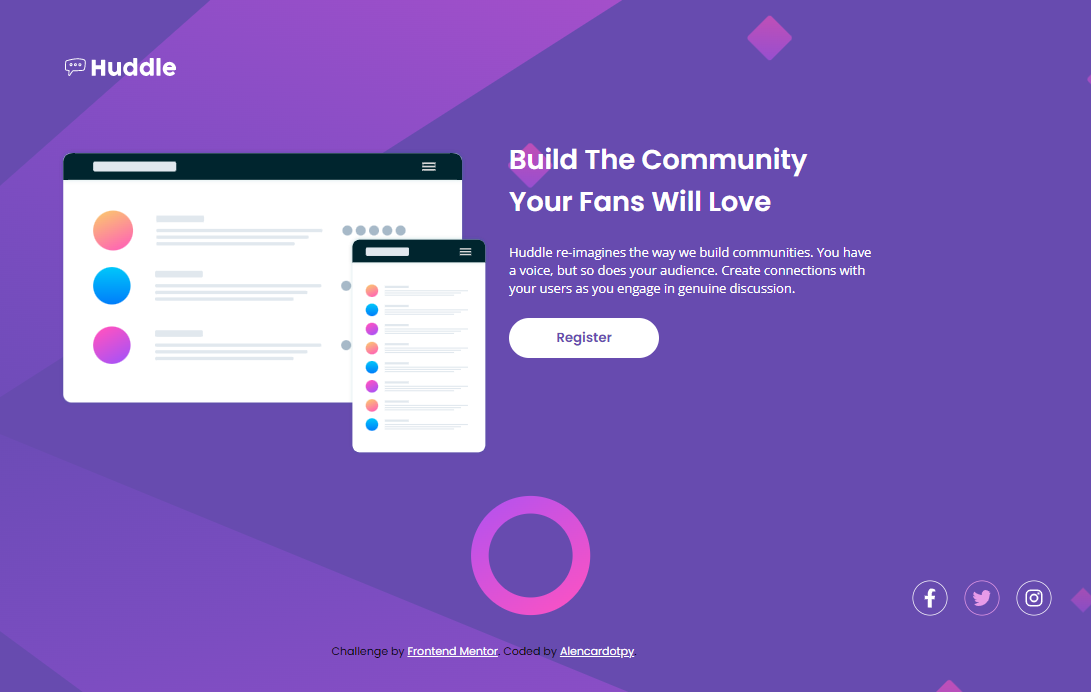 Huddle
Build The Community
Your Fans Will Love
Huddle re-imagines the way we build communities. You have
a voice, but so does your audience. Create connections with
your users as you engage in genuine discussion.
Register
Challenge by Frontend Mentor. Coded by Alencardotpy.